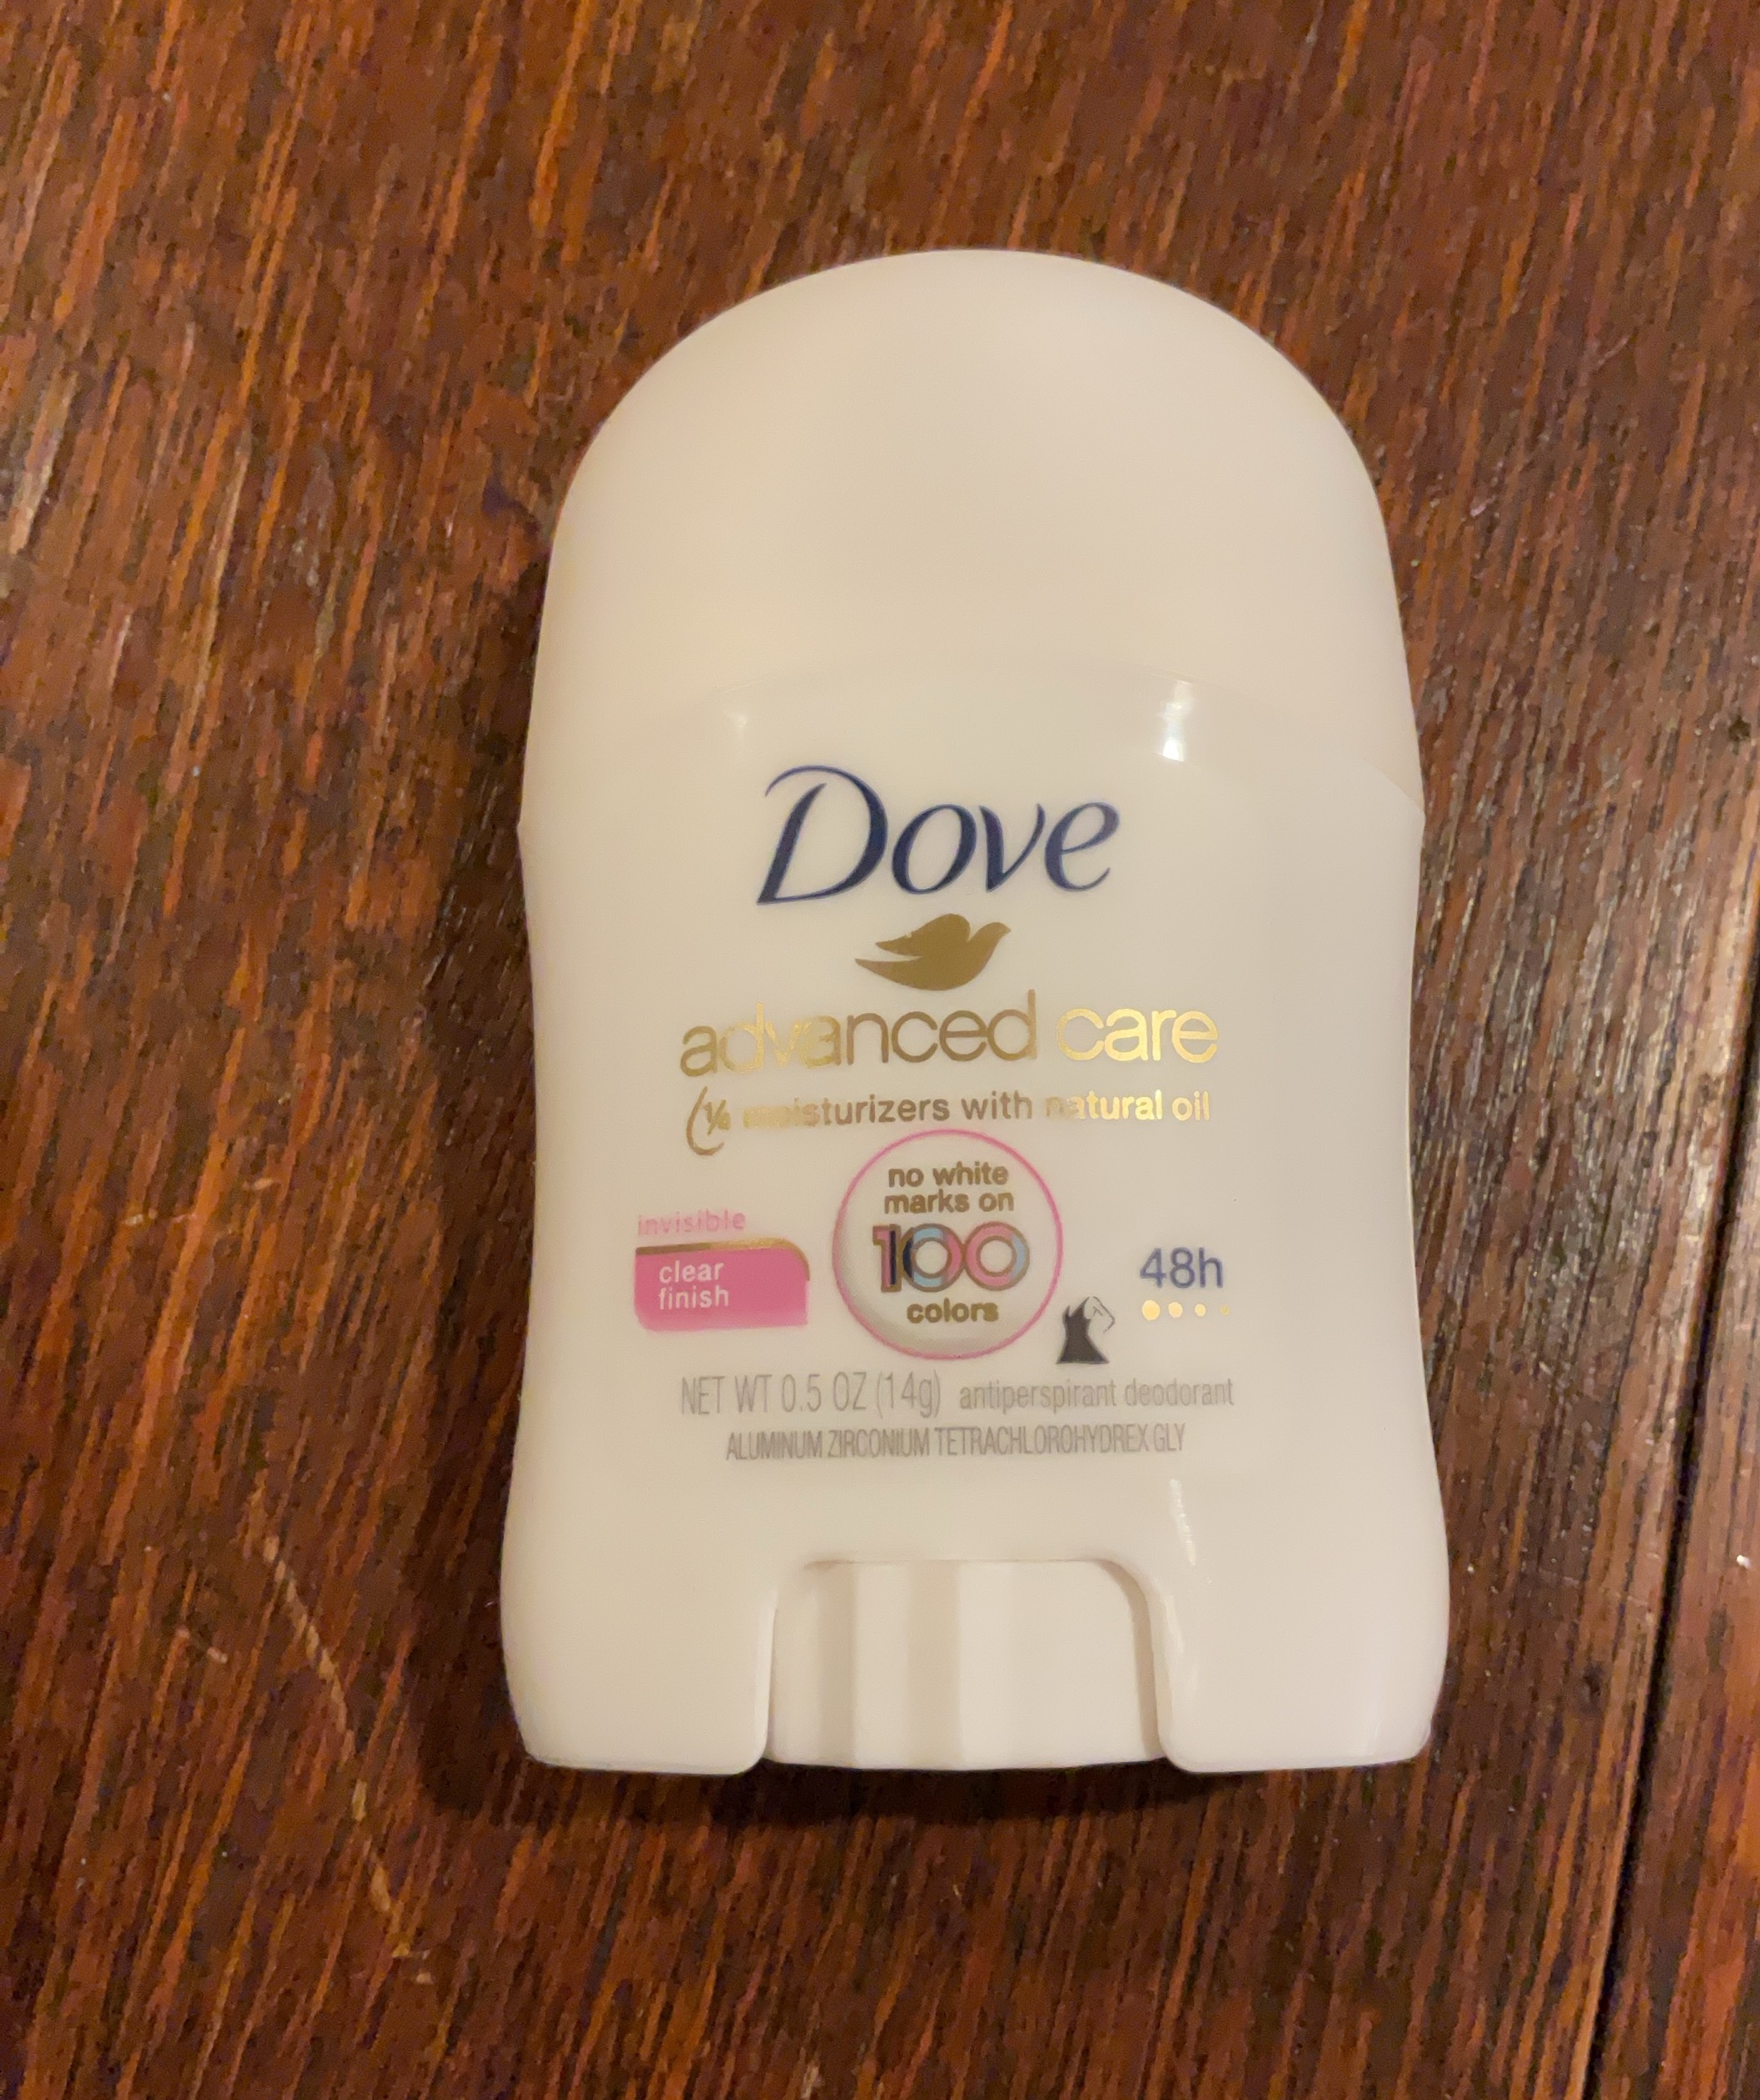 Dove
advanced care
¼ moisturizers with natural oil
no white
marks on
100
colors
invisible
clear
finish
48h
NET WT 0.5 OZ (14g) antiperspirant deodorant
ALUMINUM ZIRCONIUM TETRACHLOROHYDREX GLY